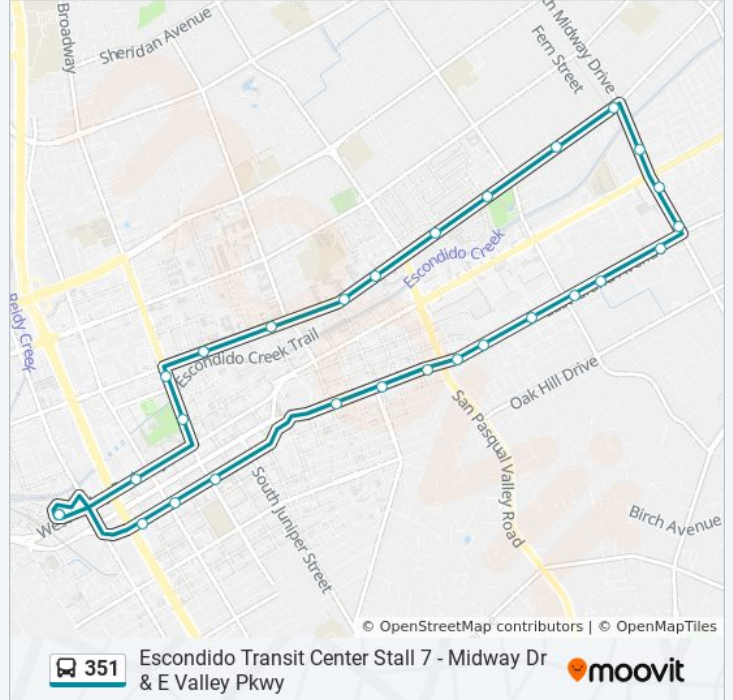 Broadway
Sheridan Avenue
Midway Drive
Fern Street
Escondido Creek
Reidy Creek
Escondido Creek Trail
Oak Hill Drive
San Pasqual Valley Road
South Juniper Street
Birch Avenue
© OpenStreetMap contributors | © OpenMapTiles
351
Escondido Transit Center Stall 7 - Midway Dr
& E Valley Pkwy
moovit